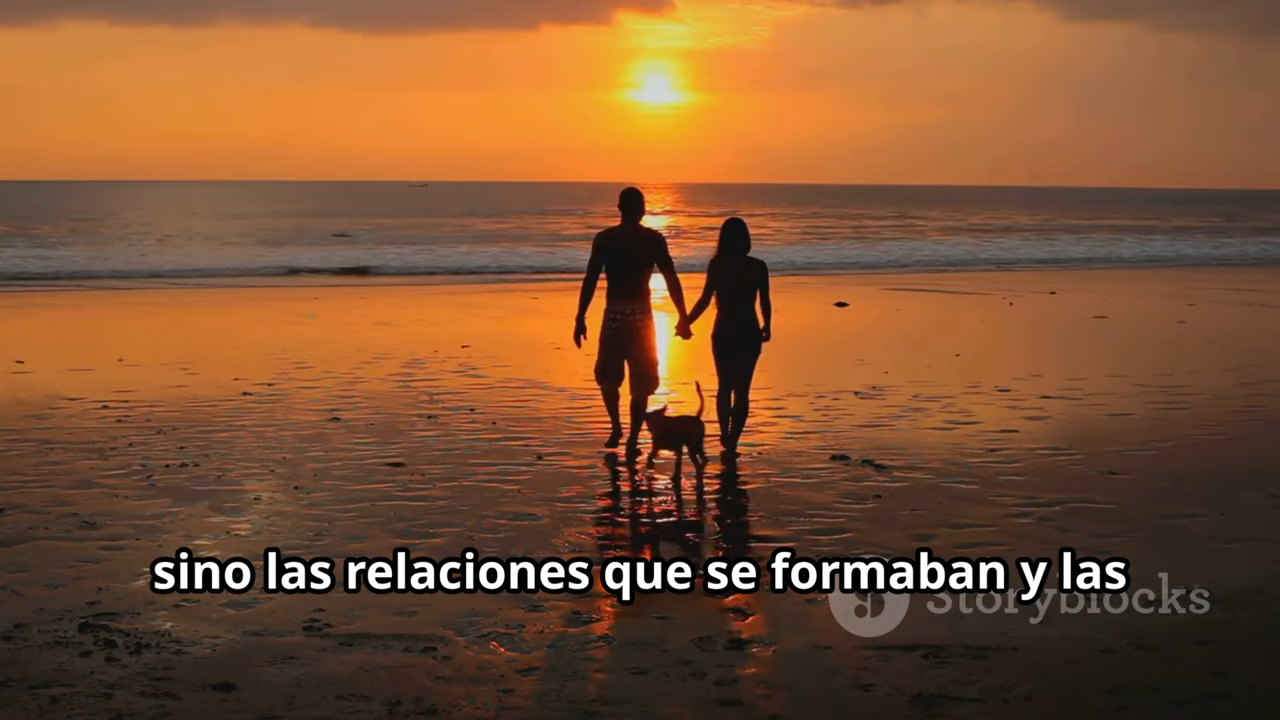 sino las relaciones que se formaban y las
Storyblocks